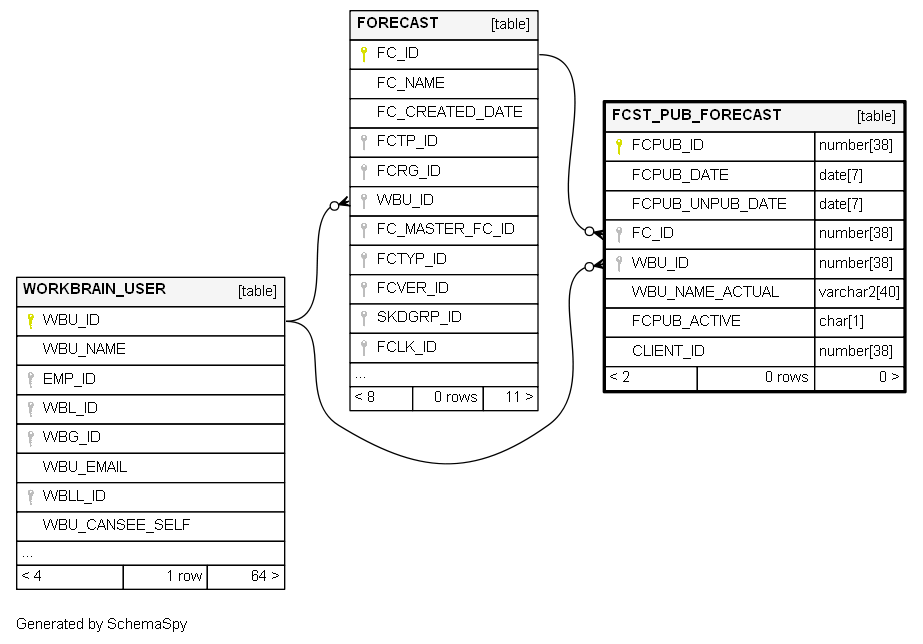 FORECAST [table]
FC_ID
FC_NAME
FC_CREATED_DATE
FCTP_ID
FCRG_ID
WBU_ID
FC_MASTER_FC_ID
FCTYP_ID
FCVER_ID
SKDGRP_ID
FCLK_ID
...
< 8 0 rows 11 >
FCST_PUB_FORECAST [table]
FCPUB_ID number[38]
FCPUB_DATE date[7]
FCPUB_UNPUB_DATE date[7]
FC_ID number[38]
WBU_ID number[38]
WBU_NAME_ACTUAL varchar2[40]
FCPUB_ACTIVE char[1]
CLIENT_ID number[38]
< 2 0 rows 0 >
WORKBRAIN_USER [table]
WBU_ID
WBU_NAME
EMP_ID
WBL_ID
WBG_ID
WBU_EMAIL
WBLL_ID
WBU_CANSEE_SELF
...
< 4 1 row 64 >
Generated by SchemaSpy